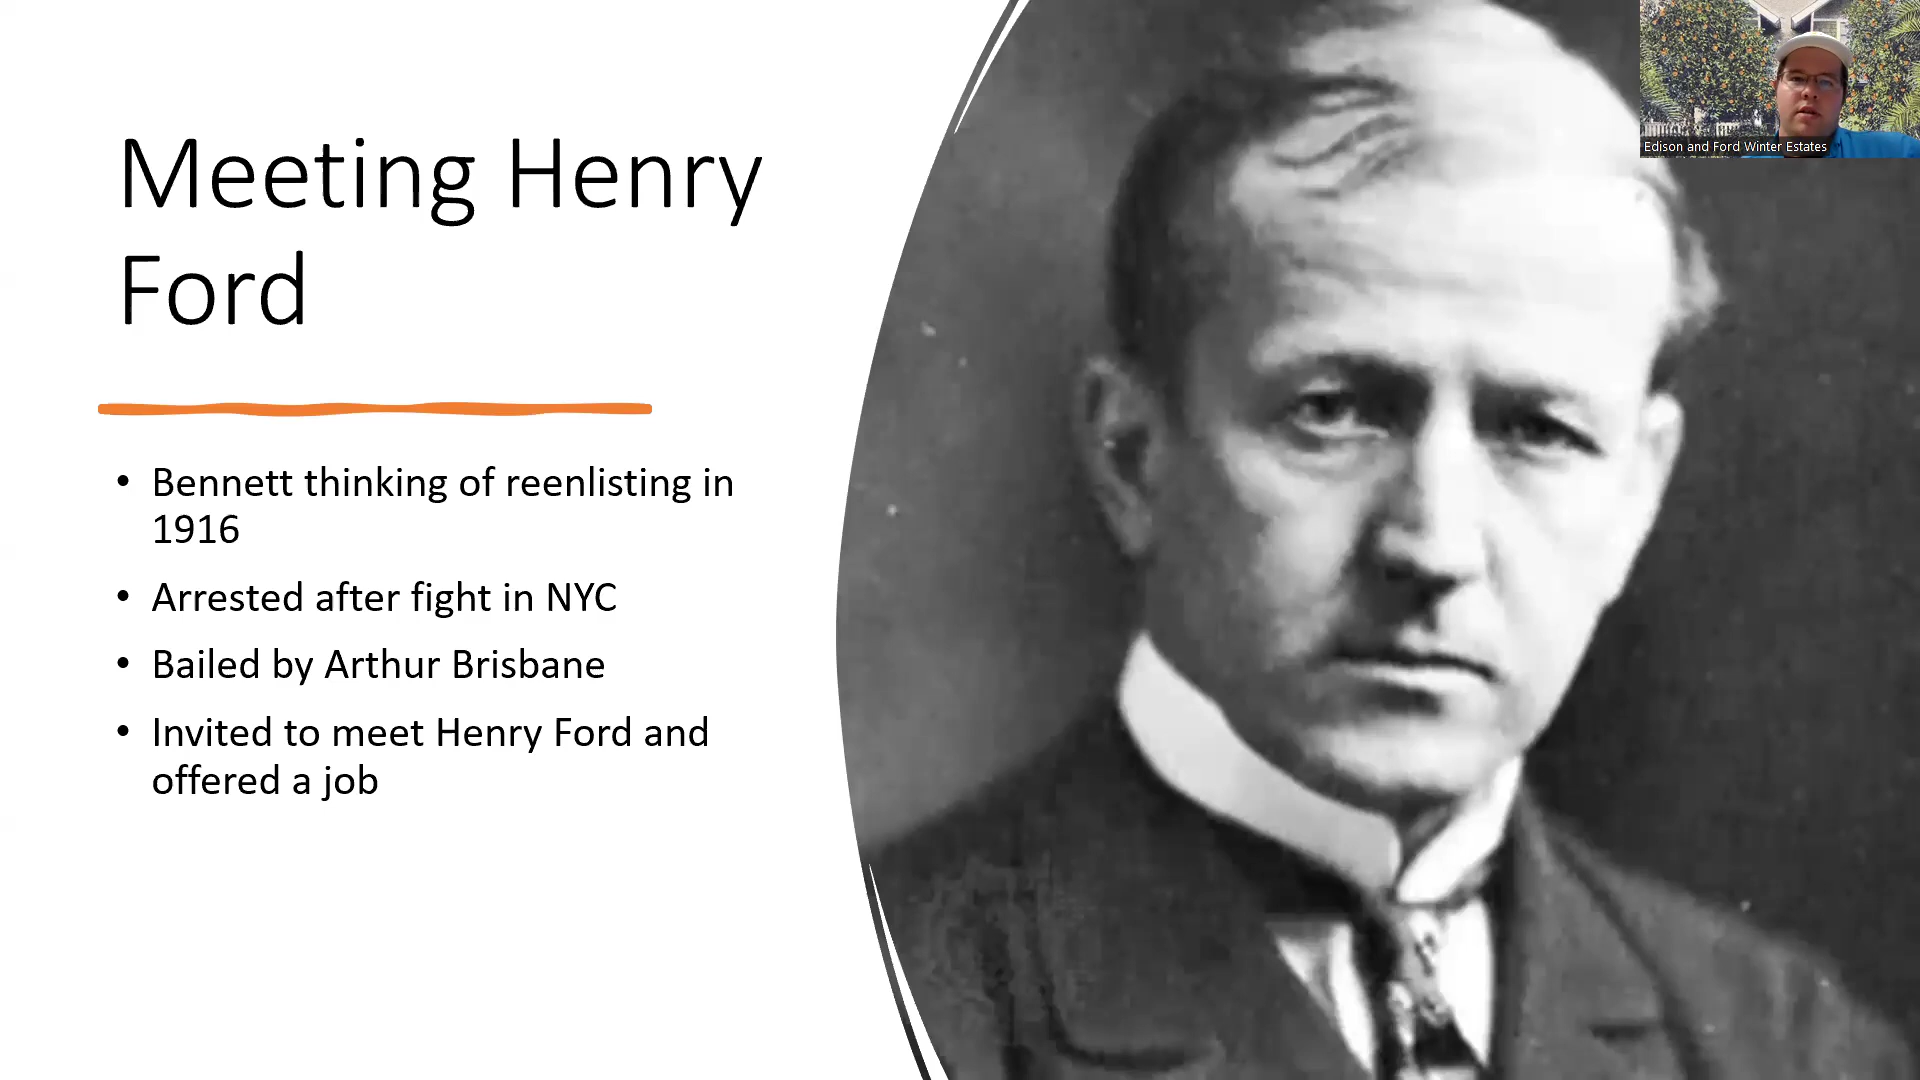 Meeting Henry
Ford
• Bennett thinking of reenlisting in
1916
• Arrested after fight in NYC
• Bailed by Arthur Brisbane
• Invited to meet Henry Ford and
offered a job
Edison and Ford Winter Estates